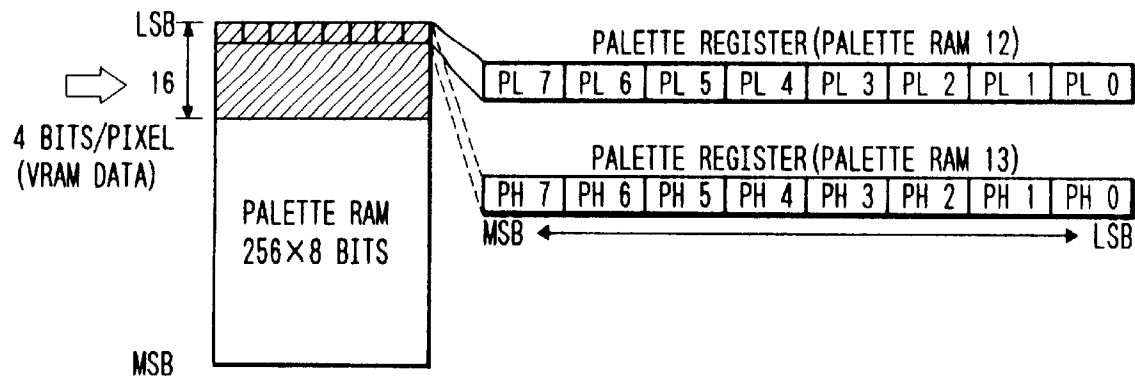 LSB
PALETTE REGISTER(PALETTE RAM 12)
16
PL 7 PL 6 PL 5 PL 4 PL 3 PL 2 PL 1 PL 0
4 BITS/PIXEL
(VRAM DATA)
PALETTE REGISTER(PALETTE RAM 13)
PH 7 PH 6 PH 5 PH 4 PH 3 PH 2 PH 1 PH 0
MSB LSB
PALETTE RAM
256×8 BITS
MSB